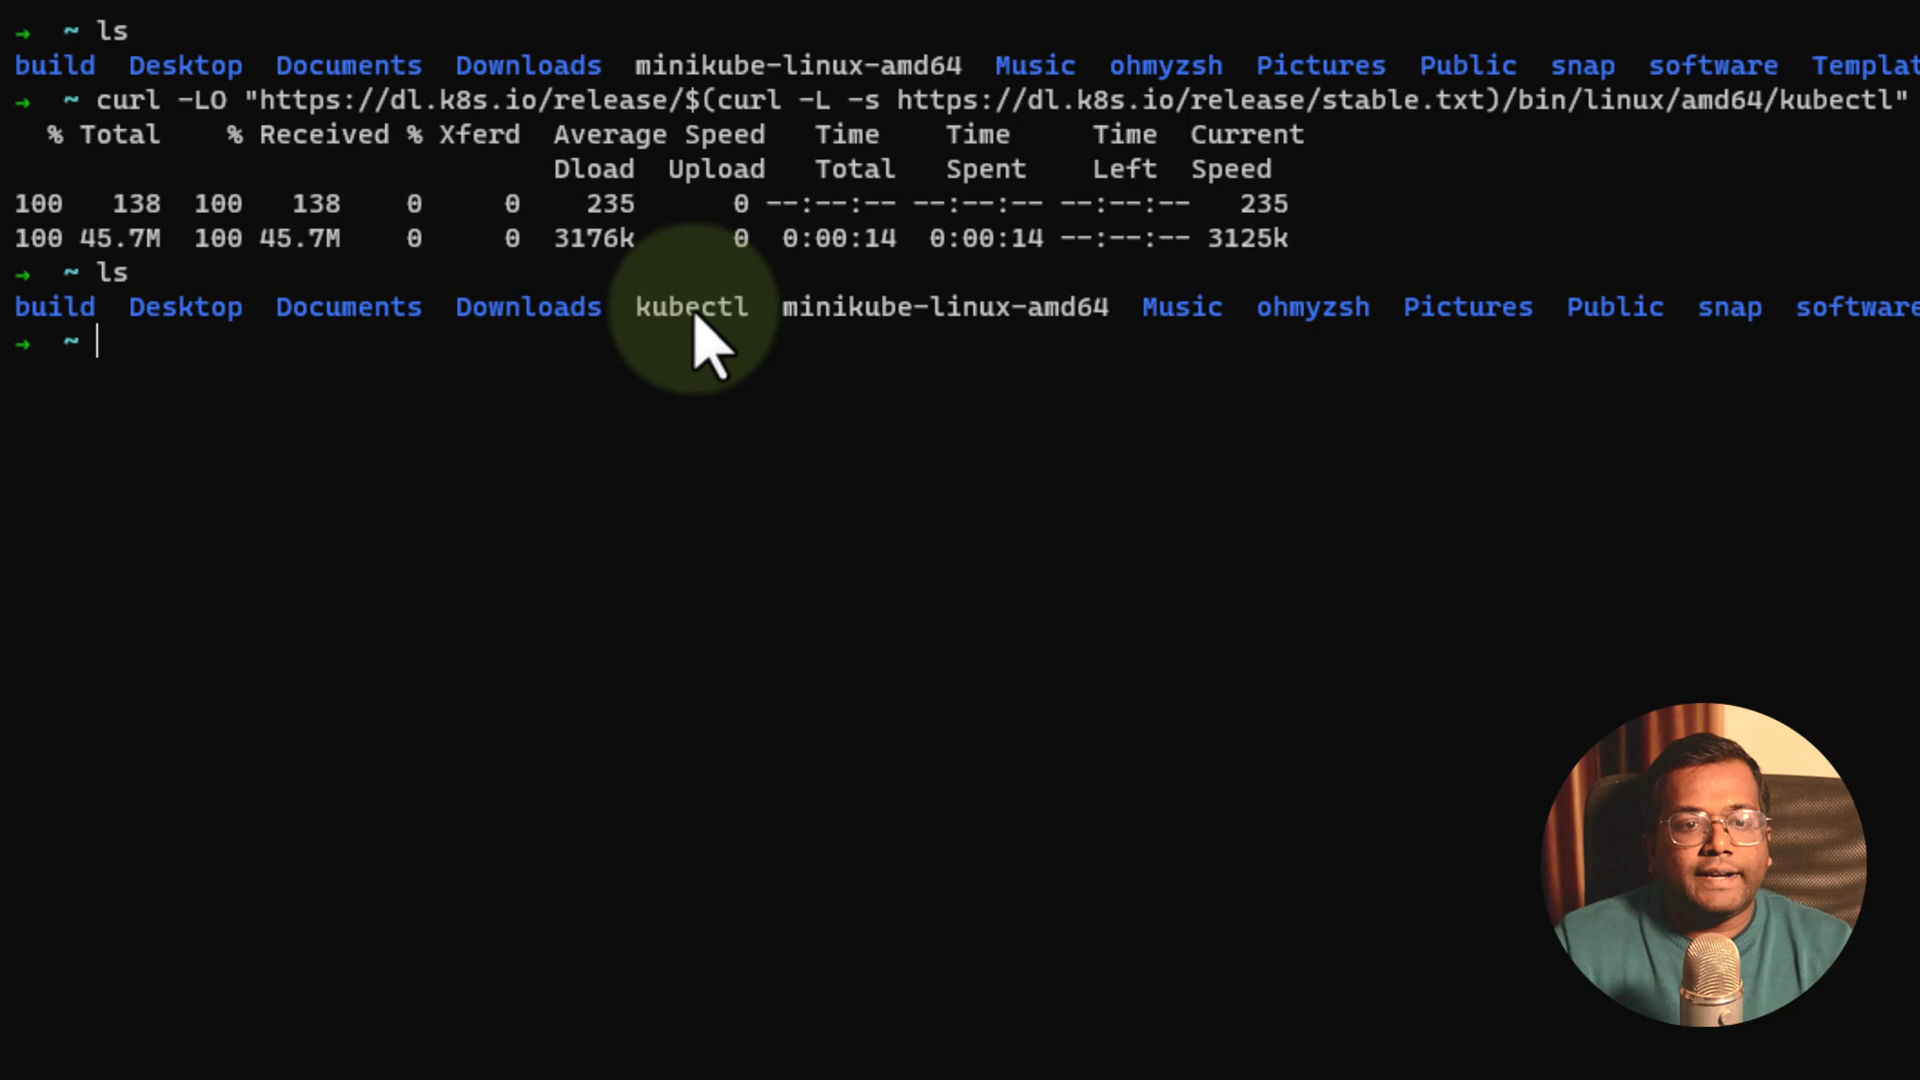 → ~ ls
build Desktop Documents Downloads minikube-linux-amd64 Music ohmyzsh Pictures Public snap software Templat
→ ~ curl -LO "https://dl.k8s.io/release/$(curl -L -s https://dl.k8s.io/release/stable.txt)/bin/linux/amd64/kubectl"
% Total % Received % Xferd Average Speed Time Time Time Current
Dload Upload Total Spent Left Speed
100 138 100 138 0 0 235 0 --:--:-- --:--:-- --:--:-- 235
100 45.7M 100 45.7M 0 0 3176k 0 0:00:14 0:00:14 --:--:-- 3125k
→ ~ ls
build Desktop Documents Downloads kubectl minikube-linux-amd64 Music ohmyzsh Pictures Public snap software
→ ~